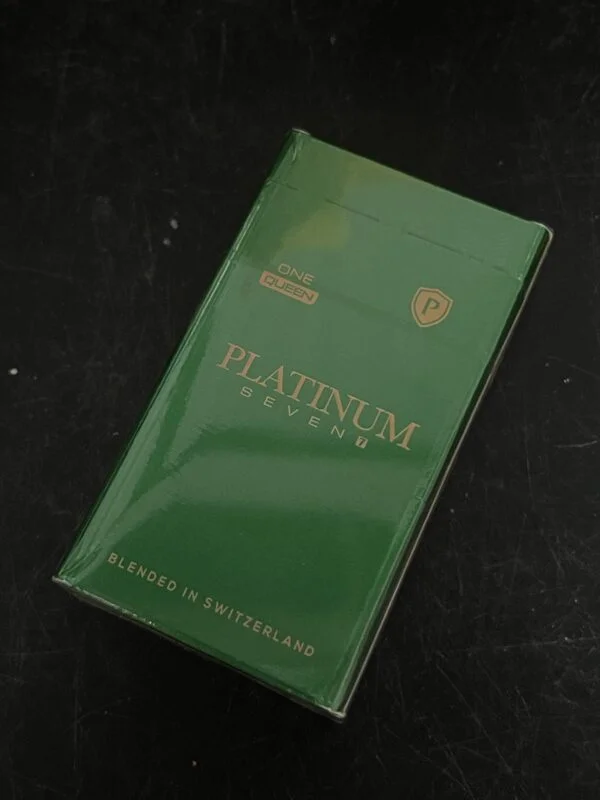 ONE
QUEEN
P
PLATINUM
SEVEN 7
BLENDED IN SWITZERLAND